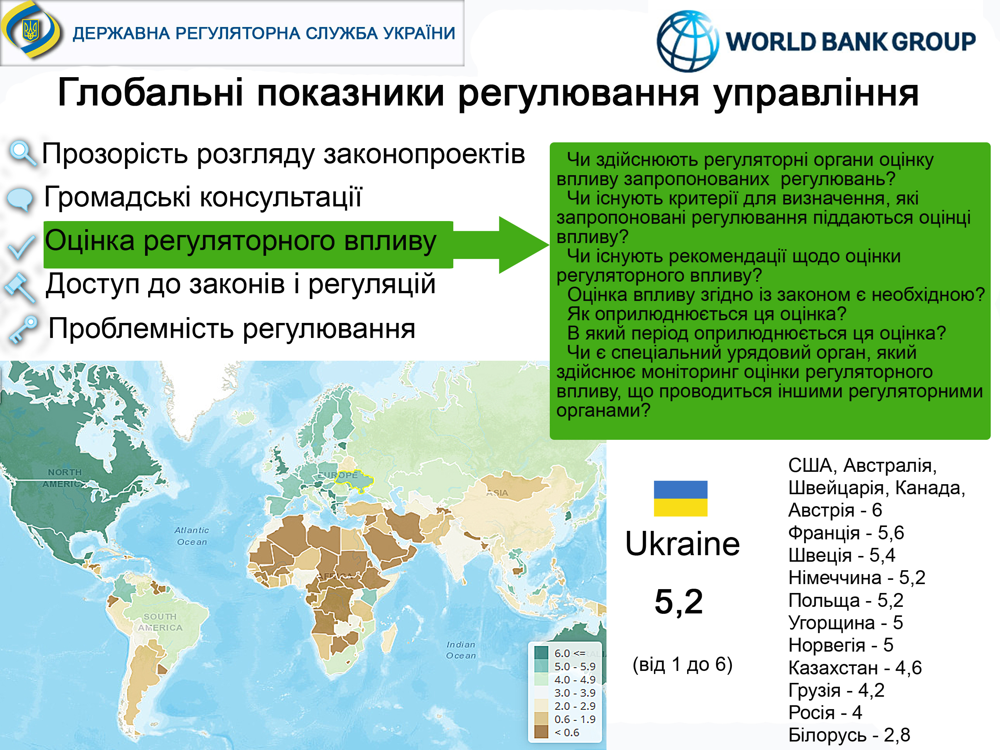 ДЕРЖАВНА РЕГУЛЯТОРНА СЛУЖБА УКРАЇНИ
WORLD BANK GROUP
Глобальні показники регулювання управління
Прозорість розгляду законопроектів
Громадські консультації
Оцінка регуляторного впливу
Доступ до законів і регуляцій
Проблемність регулювання
Чи здійснюють регуляторні органи оцінку
впливу запропонованих регулювань?
Чи існують критерії для визначення, які
запропоновані регулювання піддаються оцінці
впливу?
Чи існують рекомендації щодо оцінки
регуляторного впливу?
Оцінка впливу згідно із законом є необхідною?
Як оприлюднюється ця оцінка?
В який період оприлюднюється ця оцінка?
Чи є спеціальний урядовий орган, який
здійснює моніторинг оцінки регуляторного
впливу, що проводиться іншими регуляторними
органами?
NORTH
AMERICA
EUROPE
ASIA
Atlantic
Ocean
AFRICA
SOUTH
AMERICA
Indian
Ocean
6.0 <=
5.0 - 5.9
4.0 - 4.9
3.0 - 3.9
2.0 - 2.9
0.6 - 1.9
< 0.6
Ukraine
5,2
(від 1 до 6)
США, Австралія,
Швейцарія, Канада,
Австрія - 6
Франція - 5,6
Швеція - 5,4
Німеччина - 5,2
Польща - 5,2
Угорщина - 5
Норвегія - 5
Казахстан - 4,6
Грузія - 4,2
Росія - 4
Білорусь - 2,8